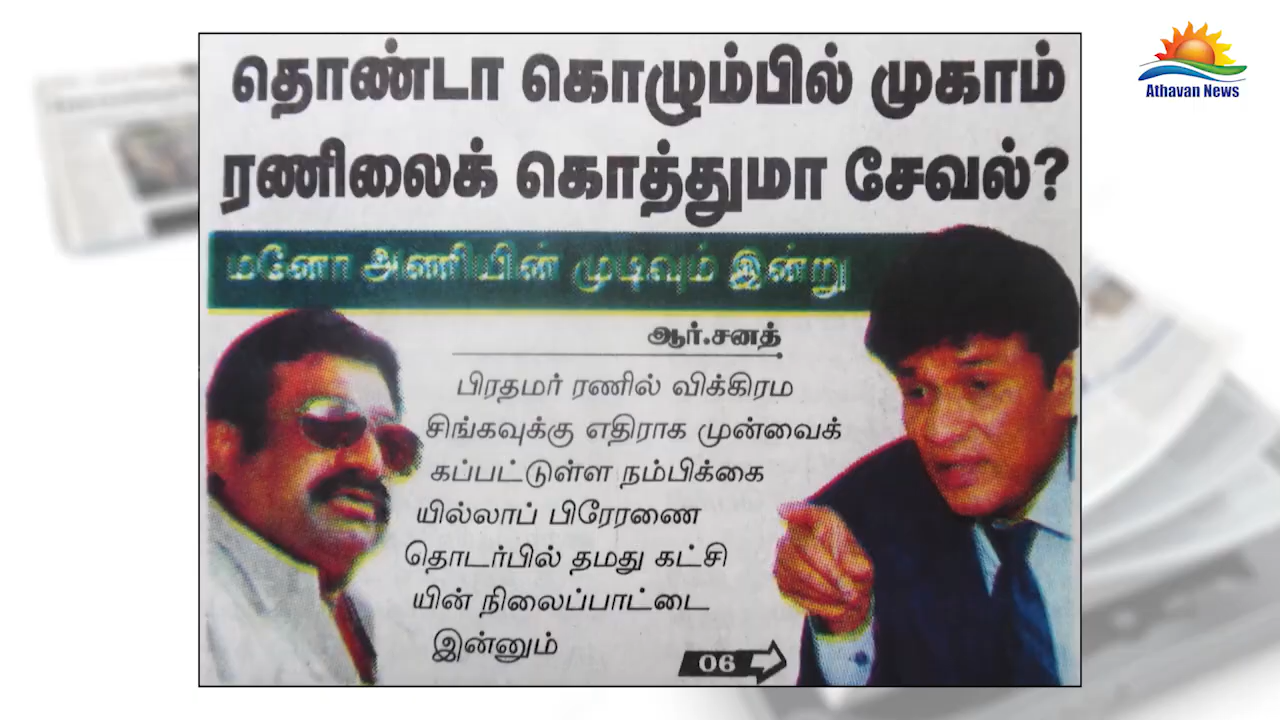 Athavan News
தொண்டா கொழும்பில் முகாம்
ரணிலைக் கொத்துமா சேவல்?
மனோ அணியின் முடிவும் இன்று
ஆர்.சனத்
பிரதமர் ரணில் விக்கிரம
சிங்கவுக்கு எதிராக முன்வைக்
கப்பட்டுள்ள நம்பிக்கை
யில்லாப் பிரேரணை
தொடர்பில் தமது கட்சி
யின் நிலைப்பாட்டை
இன்னும்
06